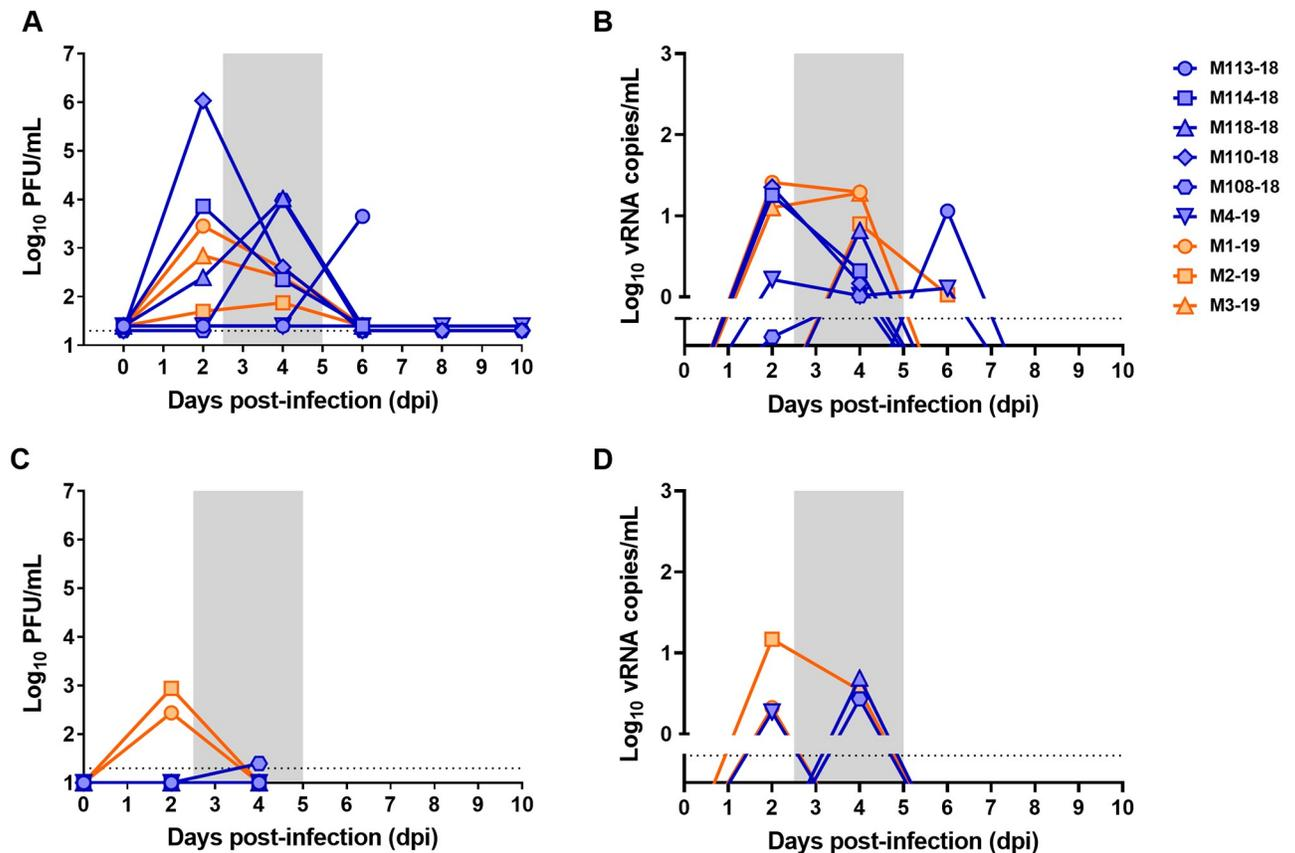 A
Log10 PFU/mL
7
6
5
4
3
2
1
0 1 2 3 4 5 6 7 8 9 10
Days post-infection (dpi)
B
Log10 vRNA copies/mL
3
2
1
0
0 1 2 3 4 5 6 7 8 9 10
Days post-infection (dpi)
M113-18
M114-18
M118-18
M110-18
M108-18
M4-19
M1-19
M2-19
M3-19
C
Log10 PFU/mL
7
6
5
4
3
2
1
0 1 2 3 4 5 6 7 8 9 10
Days post-infection (dpi)
D
Log10 vRNA copies/mL
3
2
1
0
0 1 2 3 4 5 6 7 8 9 10
Days post-infection (dpi)